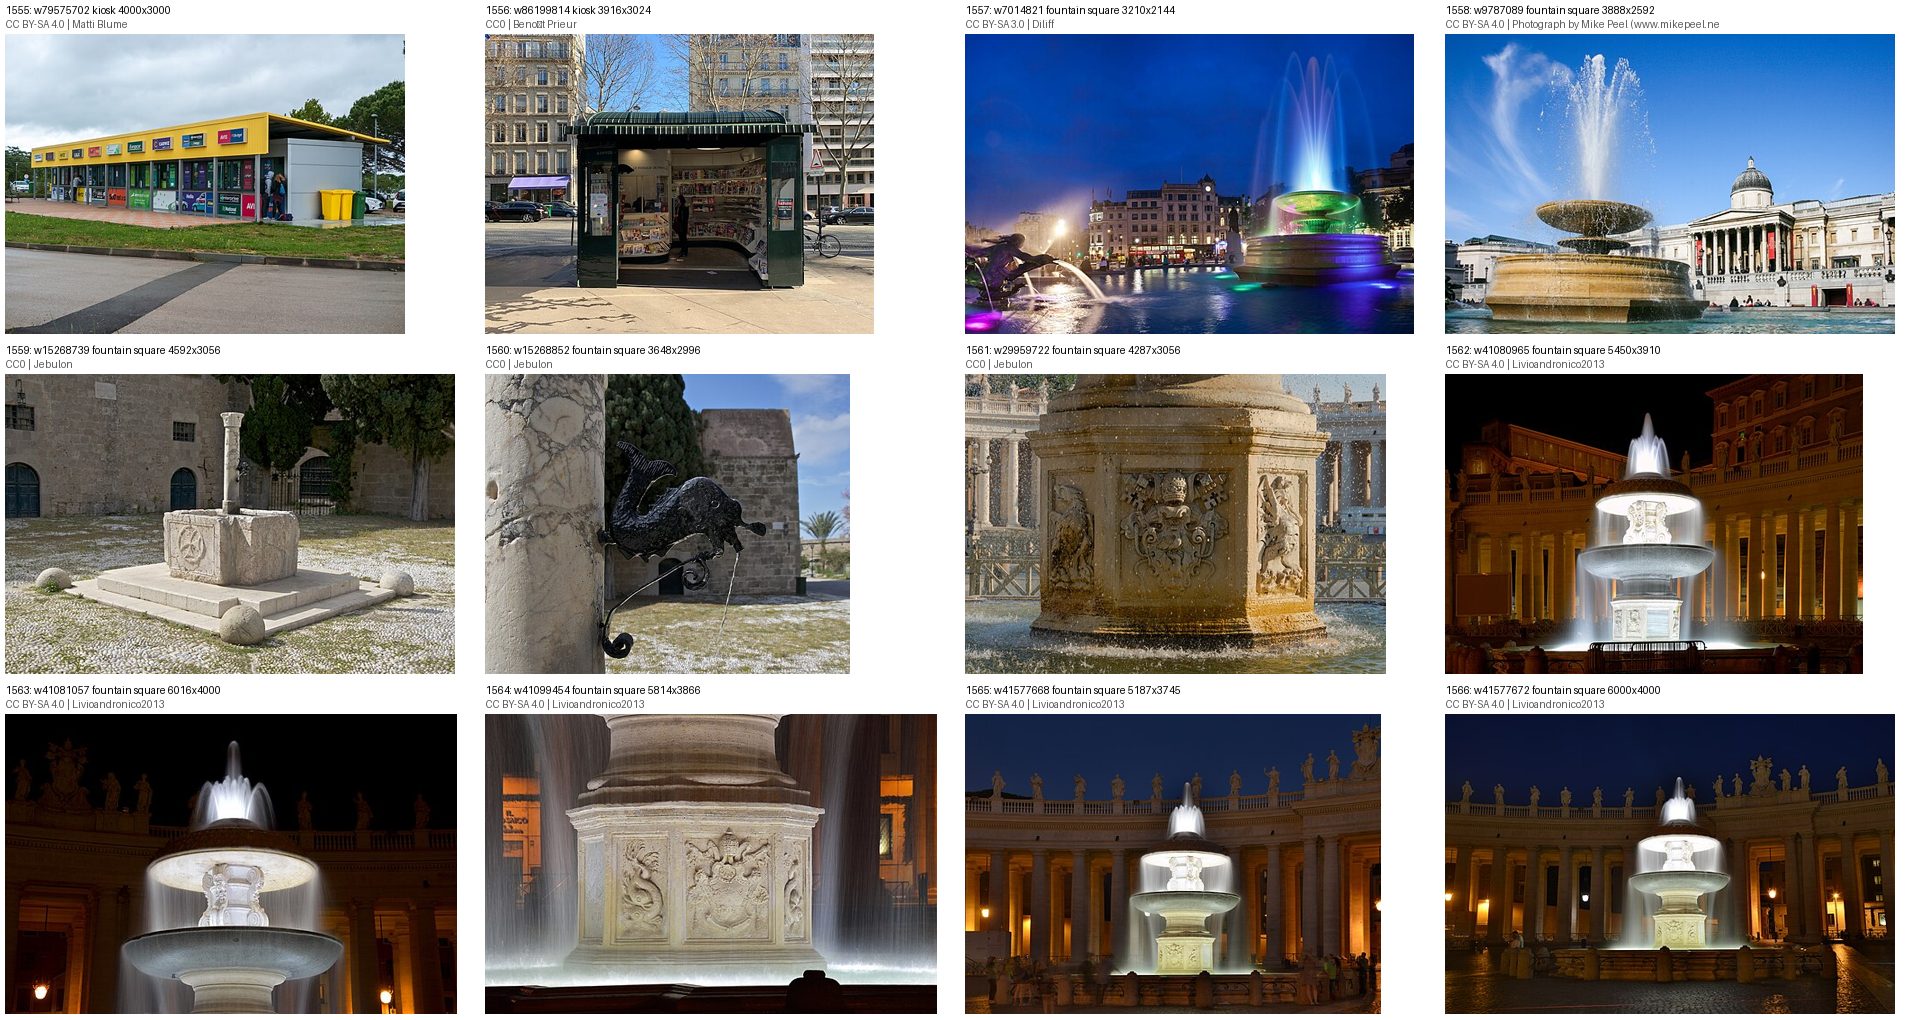 1555: w79575702 kiosk 4000x3000
CC BY-SA 4.0 | Matti Blume
1556: w86199814 kiosk 3916x3024
CC0 | Prieur
1557: w7014821 fountain square 3210x2144
CC BY-SA 3.0 | Diliff
1558: w9787089 fountain square 3888x2592
CC BY-SA 4.0 | Photograph by Mike Peel (www.mikepeel.ne
AVIS
AVI
1559: w15268739 fountain square 4592x3056
CC0 | Jebulon
1560: w15268852 fountain square 3648x2996
CC0 | Jebulon
1561: w29959722 fountain square 4287x3056
CC0 | Jebulon
1562: w41080965 fountain square 5450x3910
CC BY-SA 4.0 | Livioandronico2013
1563: w41081057 fountain square 6016x4000
CC BY-SA 4.0 | Livioandronico2013
1564: w41099454 fountain square 5814x3866
CC BY-SA 4.0 | Livioandronico2013
1565: w41577668 fountain square 5187x3745
CC BY-SA 4.0 | Livioandronico2013
1566: w41577672 fountain square 6000x4000
CC BY-SA 4.0 | Livioandronico2013